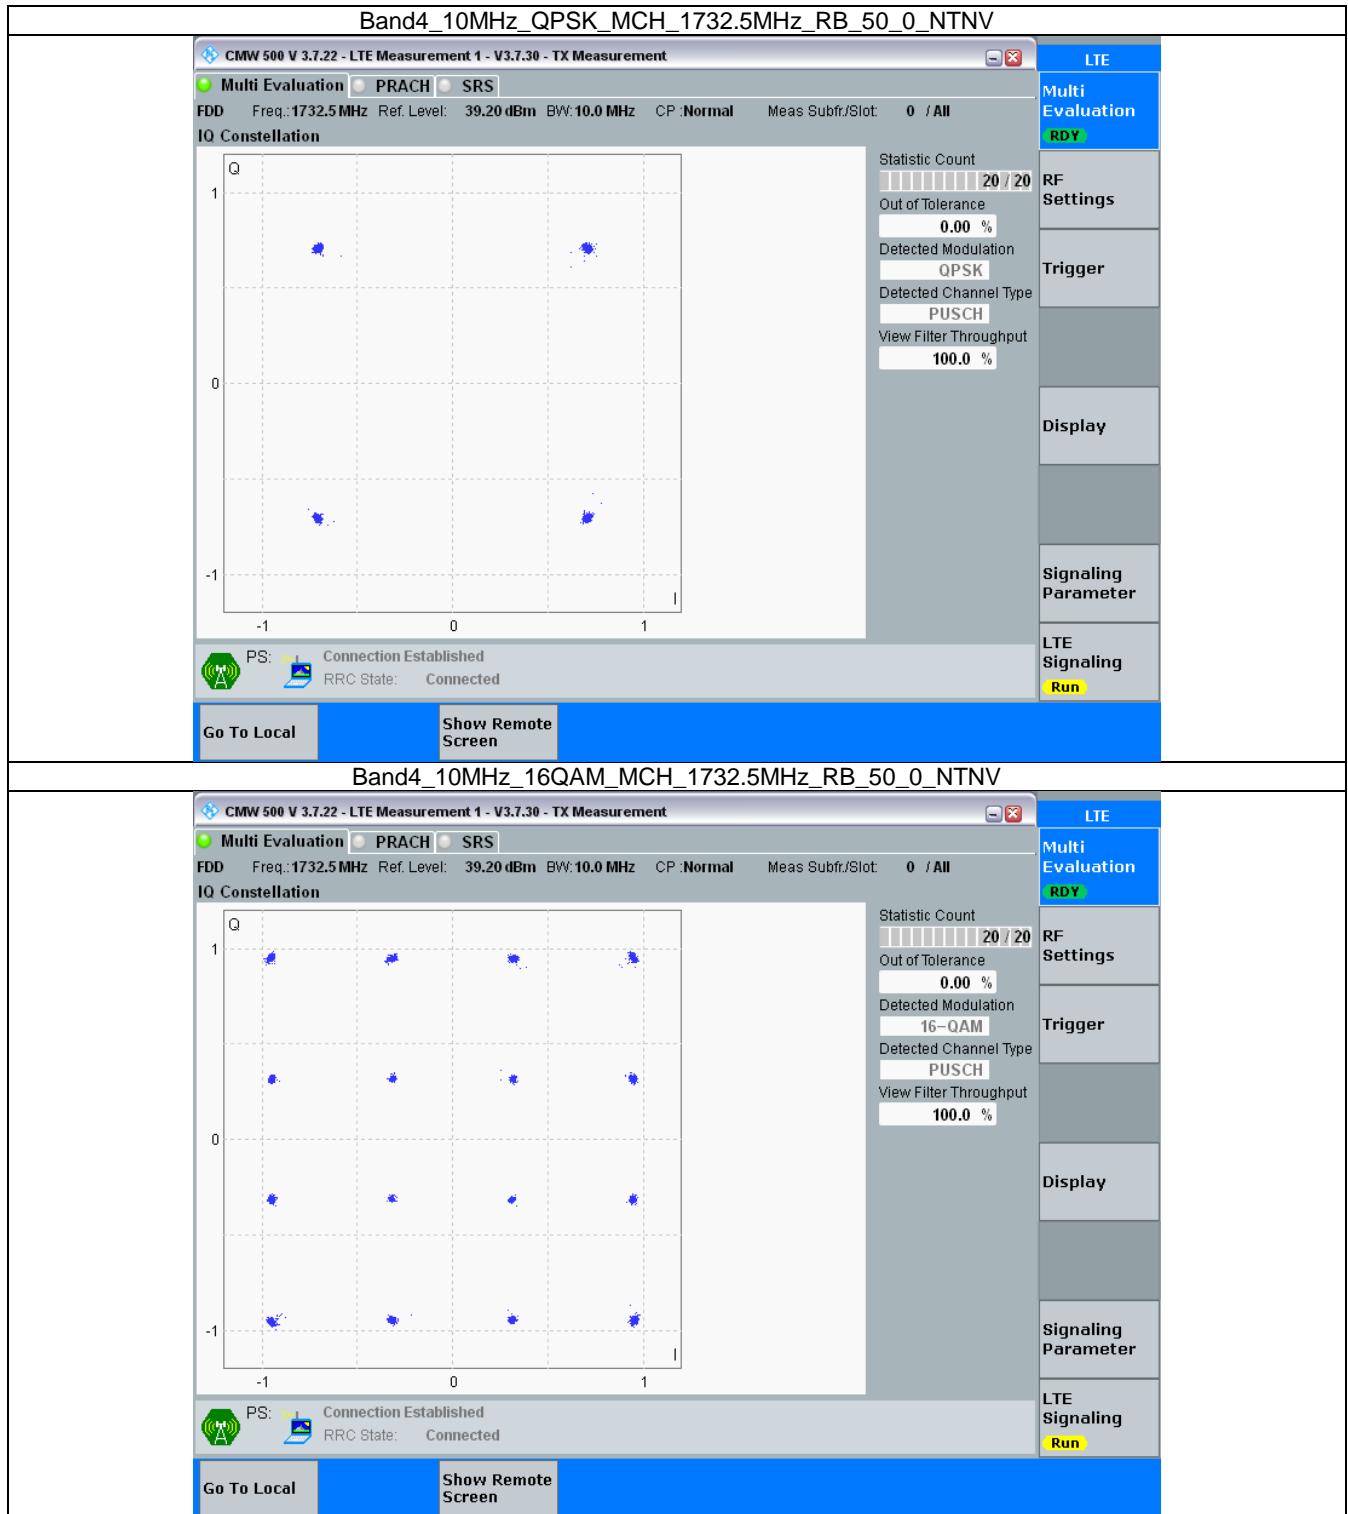 Band4_10MHz_QPSK_MCH_1732.5MHz_RB_50_0_NTNV
CMW 500 V 3.7.22 - LTE Measurement 1 - V3.7.30 - TX Measurement
LTE
Multi Evaluation PRACH SRS
Multi
Evaluation
RDY
FDD Freq.:1732.5 MHz Ref. Level: 39.20 dBm BW: 10.0 MHz CP :Normal Meas Subfr./Slot: 0 / All
IQ Constellation
Q
1
0
-1
I
-1 0 1
Statistic Count
20 / 20
Out of Tolerance
0.00 %
Detected Modulation
QPSK
Detected Channel Type
PUSCH
View Filter Throughput
100.0 %
RF
Settings
Trigger
Display
Signaling
Parameter
LTE
Signaling
Run
PS: Connection Established
RRC State: Connected
Go To Local
Show Remote
Screen
Band4_10MHz_16QAM_MCH_1732.5MHz_RB_50_0_NTNV
CMW 500 V 3.7.22 - LTE Measurement 1 - V3.7.30 - TX Measurement
LTE
Multi Evaluation PRACH SRS
Multi
Evaluation
RDY
FDD Freq.:1732.5 MHz Ref. Level: 39.20 dBm BW: 10.0 MHz CP :Normal Meas Subfr./Slot: 0 / All
IQ Constellation
Q
1
0
-1
I
-1 0 1
Statistic Count
20 / 20
Out of Tolerance
0.00 %
Detected Modulation
16-QAM
Detected Channel Type
PUSCH
View Filter Throughput
100.0 %
RF
Settings
Trigger
Display
Signaling
Parameter
LTE
Signaling
Run
PS: Connection Established
RRC State: Connected
Go To Local
Show Remote
Screen